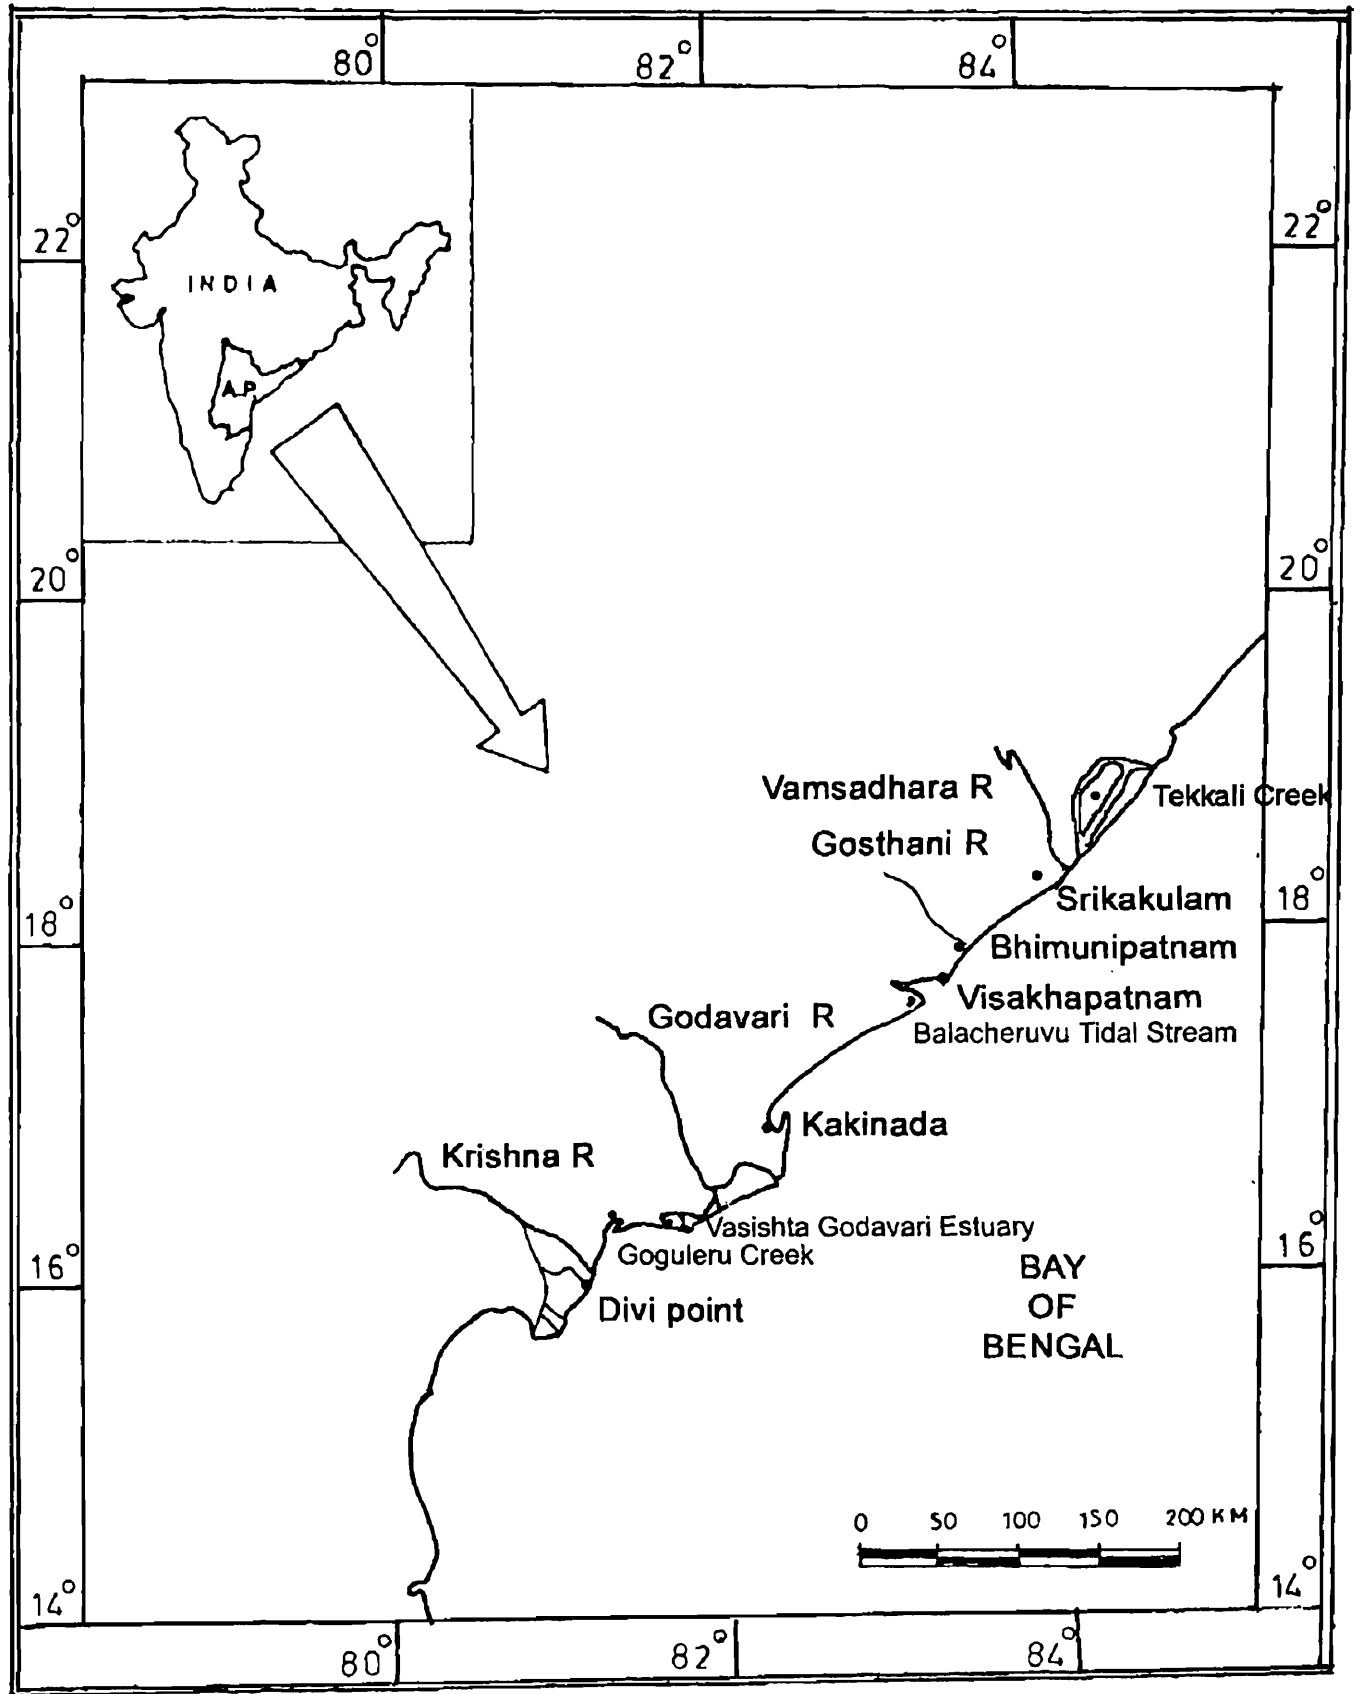 80° 82° 84°
22° 22°
INDIA
A.P.
20° 20°
Vamsadhara R
Tekkali Creek
Gosthani R
18° 18°
Srikakulam
Bhimunipatnam
Visakhapatnam
Godavari R
Balacheruvu Tidal Stream
Kakinada
Krishna R
Vasishta Godavari Estuary
Goguleru Creek
16° 16°
BAY
OF
BENGAL
Divi point
0 50 100 150 200 KM
14° 14°
80° 82° 84°